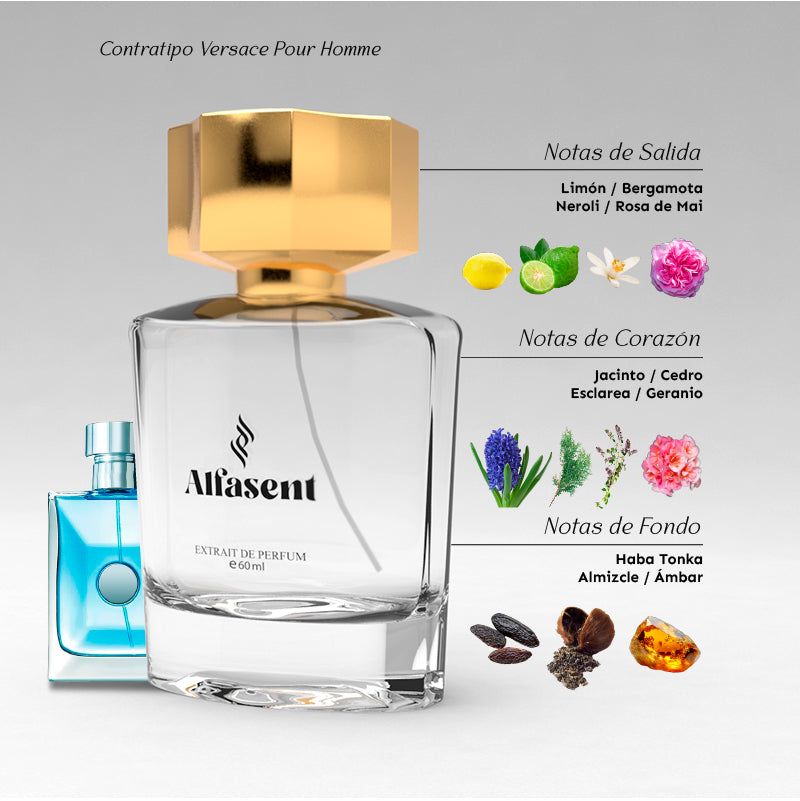 Contratipo Versace Pour Homme
Notas de Salida
Limón / Bergamota
Neroli / Rosa de Mai
Notas de Corazón
Jacinto / Cedro
Esclarea / Geranio
Alfasent
EXTRAIT DE PERFUM
℮60ml
Notas de Fondo
Haba Tonka
Almizcle / Ámbar